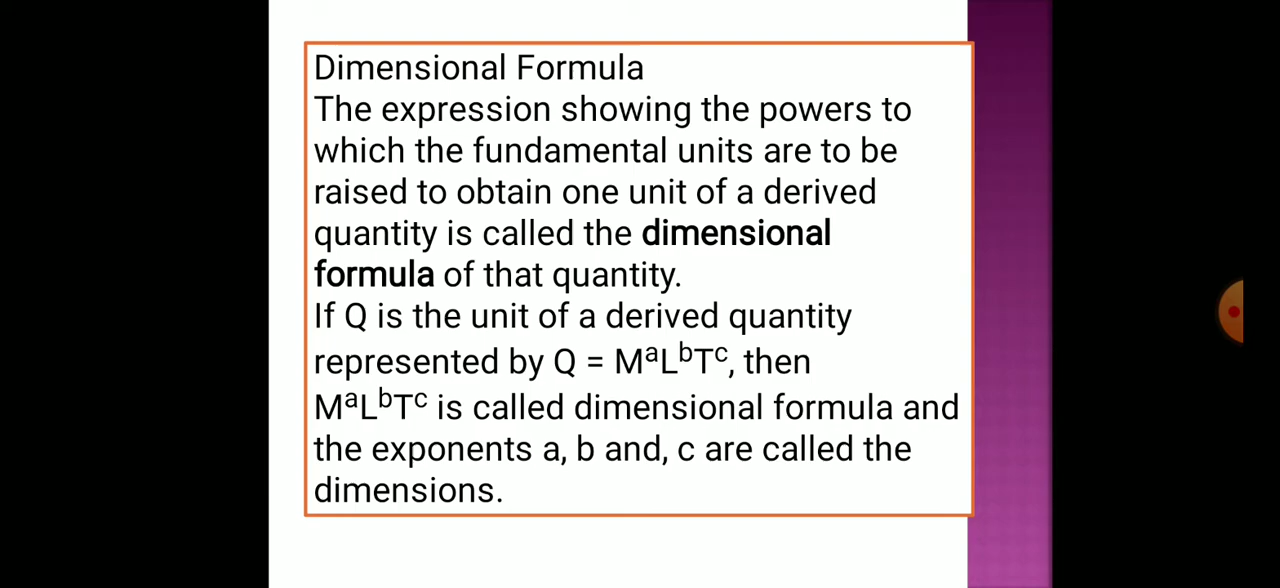 Dimensional Formula
The expression showing the powers to
which the fundamental units are to be
raised to obtain one unit of a derived
quantity is called the dimensional
formula of that quantity.
If Q is the unit of a derived quantity
represented by Q = MᵃLᵇTᶜ, then
MᵃLᵇTᶜ is called dimensional formula and
the exponents a, b and, c are called the
dimensions.